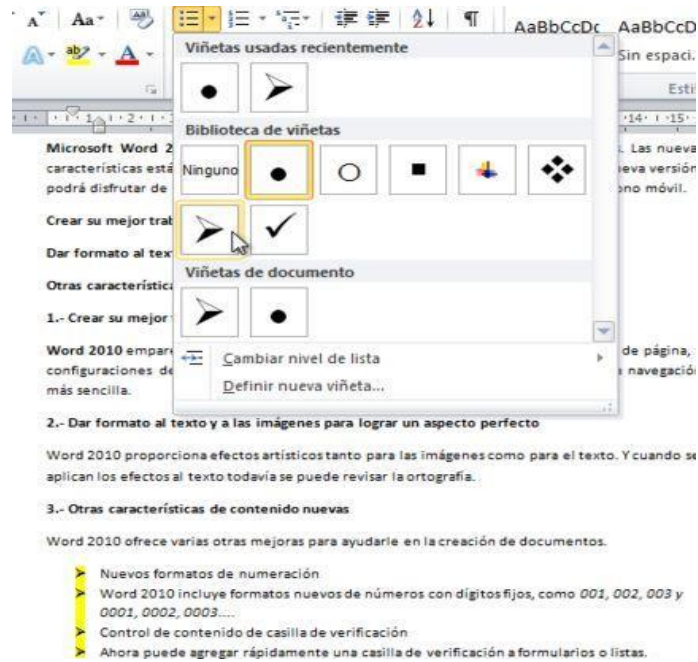 Aa
ab
A
AaBbCcDc AaBbCcD
Sin espaci.
Viñetas usadas recientemente
Biblioteca de viñetas
Ninguno
Viñetas de documento
Cambiar nivel de lista
Definir nueva viñeta...
Microsoft Word 2 . Las nueva
características está eva versión
podrá disfrutar de ono móvil.
Crear su mejor trab
Dar formato al tex
Otras característica
1.- Crear su mejor
Word 2010 empare de página,
configuraciones de navegación
más sencilla.
2.- Dar formato al texto y a las imágenes para lograr un aspecto perfecto
Word 2010 proporciona efectos artísticos tanto para las imágenes como para el texto. Y cuando se
aplican los efectos al texto todavía se puede revisar la ortografía.
3.- Otras características de contenido nuevas
Word 2010 ofrece varias otras mejoras para ayudarle en la creación de documentos.
Nuevos formatos de numeración
Word 2010 incluye formatos nuevos de números con dígitos fijos, como 001, 002, 003 y
0001, 0002, 0003....
Control de contenido de casilla de verificación
Ahora puede agregar rápidamente una casilla de verificación a formularios o listas.